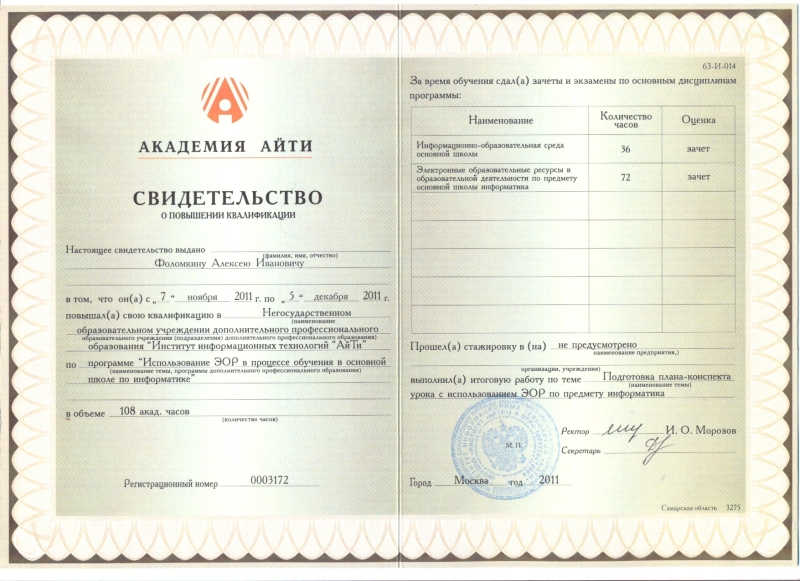 АКАДЕМИЯ АЙТИ
СВИДЕТЕЛЬСТВО
О ПОВЫШЕНИИ КВАЛИФИКАЦИИ
Настоящее свидетельство выдано
(фамилия, имя, отчество)
Фоломкину Алексею Ивановичу
в том, что он(а) с „ 7 “ ноября 2011 г. по „ 5 “ декабря 2011 г.
повышал(а) свою квалификацию в Негосударственном
(наименование
образовательном учреждении дополнительного профессионального
образовательного учреждения (подразделения) дополнительного профессионального образования)
образования "Институт информационных технологий "АйТи"
по программе "Использование ЭОР в процессе обучения в основной
(наименование темы, программы дополнительного профессионального образования)
школе по информатике"
в объеме 108 акад. часов
(количество часов)
Регистрационный номер 0003172
63-И-014
За время обучения сдал(а) зачеты и экзамены по основным дисциплинам
программы:
Наименование Количество часов Оценка
Информационно-образовательная среда
основной школы 36 зачет
Электронные образовательные ресурсы в
образовательной деятельности по предмету
основной школы информатика 72 зачет
Прошел(а) стажировку в (на) не предусмотрено
наименование предприятия,)
организации, учреждения)
выполнил(а) итоговую работу по теме Подготовка плана-конспекта
(наименование темы)
урока с использованием ЭОР по предмету информатика
Ректор И. О. Морозов
М.П.
Секретарь
Город Москва год 2011
Самарская область 3275